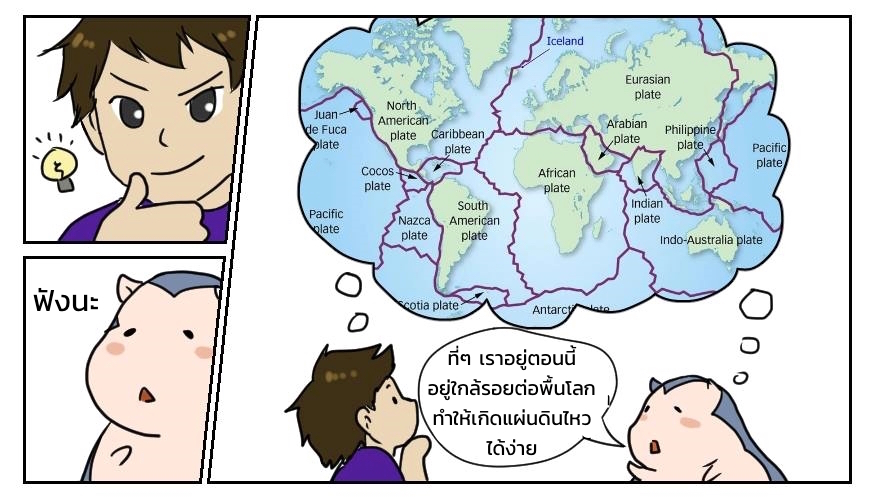 ฟังนะ
Iceland
Eurasian
plate
North
American
plate
Juan
de Fuca
plate
Caribbean
plate
Arabian
plate
Philippine
plate
Pacific
plate
Cocos
plate
African
plate
Pacific
plate
Nazca
plate
South
American
plate
Indian
plate
Indo-Australia plate
Scotia plate
Antarctic plate
ที่ๆ เราอยู่ตอนนี้
อยู่ใกล้รอยต่อพื้นโลก
ทำให้เกิดแผ่นดินไหว
ได้ง่าย